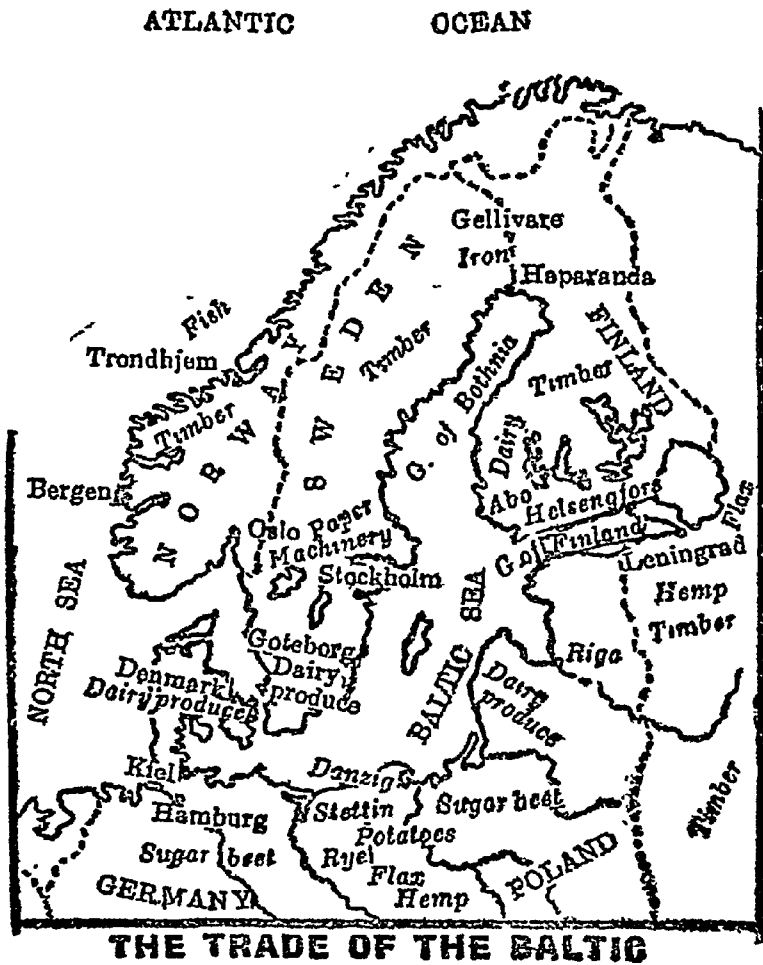 ATLANTIC OCEAN
Gellivare
Iron
Haparanda
Fish
Trondhjem
NORWAY
SWEDEN
Timber
G. of Bothnia
FINLAND
Timber
Timber
Dairy
Bergen
Abo
Helsengfors
Flax
Oslo Paper
Machinery
Golf Finland
Leningrad
Stockholm
Hemp
Timber
NORTH SEA
BALTIC SEA
Goteborg
Dairy
produce
Riga
Denmark
Dairy produce
Dairy
produce
Kiel
Danzig
Hamburg
Stettin
Sugar beet
Timber
Potatoes
Sugar beet
Rye
Flax
Hemp
POLAND
GERMANY
THE TRADE OF THE BALTIC